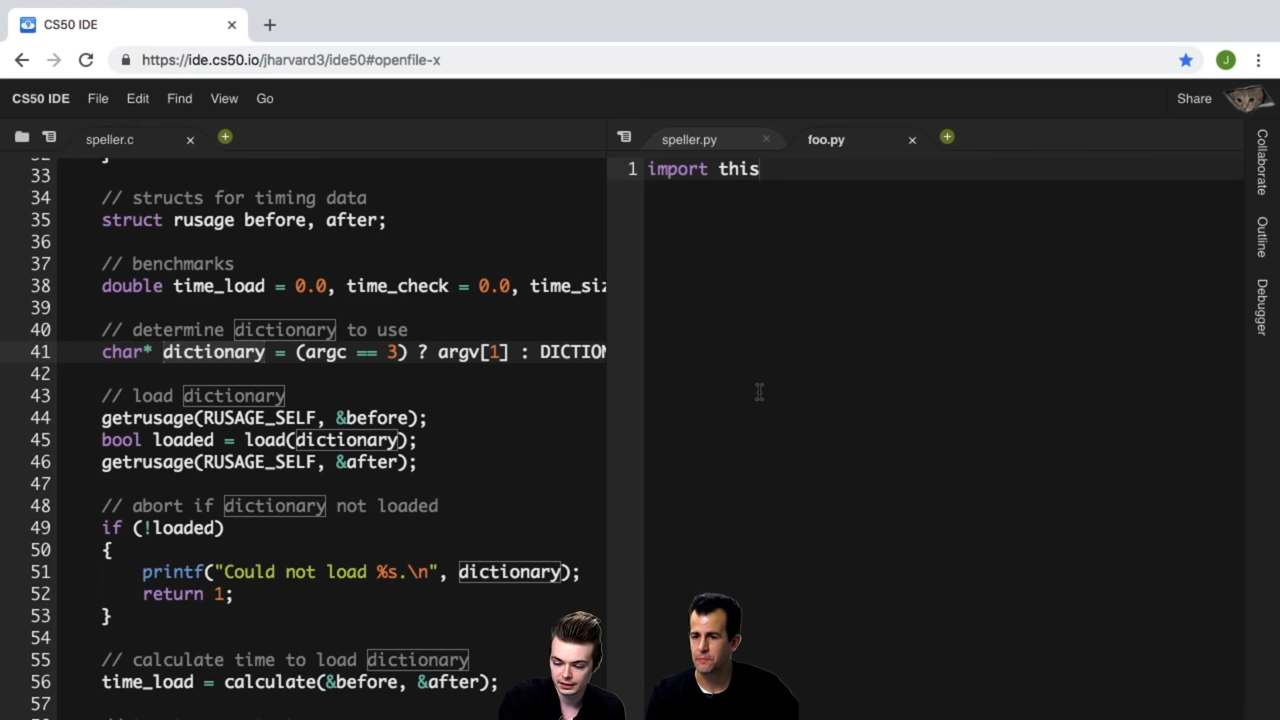 CS50 IDE
https://ide.cs50.io/jharvard3/ide50#openfile-x
J
CS50 IDE File Edit Find View Go Share
speller.c
33
34 // structs for timing data
35 struct rusage before, after;
36
37 // benchmarks
38 double time_load = 0.0, time_check = 0.0, time_siz
39
40 // determine dictionary to use
41 char* dictionary = (argc == 3) ? argv[1] : DICTION
42
43 // load dictionary
44 getrusage(RUSAGE_SELF, &before);
45 bool loaded = load(dictionary);
46 getrusage(RUSAGE_SELF, &after);
47
48 // abort if dictionary not loaded
49 if (!loaded)
50 {
51 printf("Could not load %s.\n", dictionary);
52 return 1;
53 }
54
55 // calculate time to load dictionary
56 time_load = calculate(&before, &after);
57
speller.py foo.py
1 import this
Collaborate
Outline
Debugger